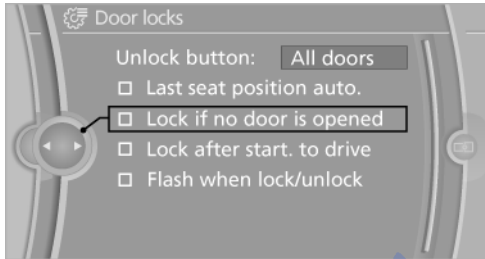 Door locks
Unlock button: All doors
Last seat position auto.
Lock if no door is opened
Lock after start. to drive
Flash when lock/unlock